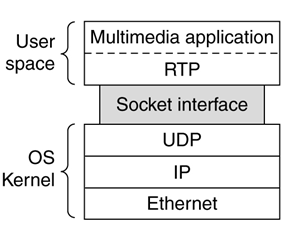 User
space
Multimedia application
RTP
Socket interface
OS
Kernel
UDP
IP
Ethernet